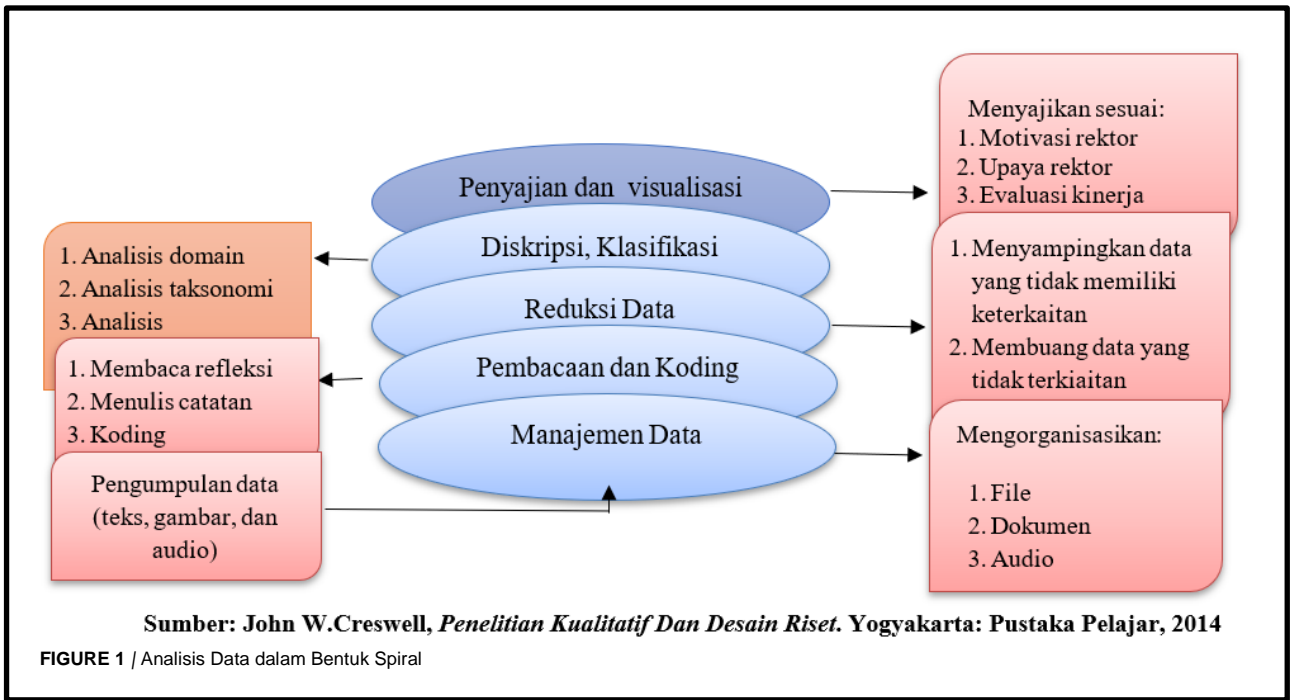 Menyajikan sesuai:
1. Motivasi rektor
2. Upaya rektor
3. Evaluasi kinerja
Penyajian dan visualisasi
Diskripsi, Klasifikasi
Reduksi Data
Pembacaan dan Koding
Manajemen Data
1. Analisis domain
2. Analisis taksonomi
3. Analisis
1. Membaca refleksi
2. Menulis catatan
3. Koding
Pengumpulan data
(teks, gambar, dan
audio)
1. Menyampingkan data
yang tidak memiliki
keterkaitan
2. Membuang data yang
tidak terkiaitan
Mengorganisasikan:
1. File
2. Dokumen
3. Audio
Sumber: John W.Creswell, Penelitian Kualitatif Dan Desain Riset. Yogyakarta: Pustaka Pelajar, 2014
FIGURE 1 | Analisis Data dalam Bentuk Spiral